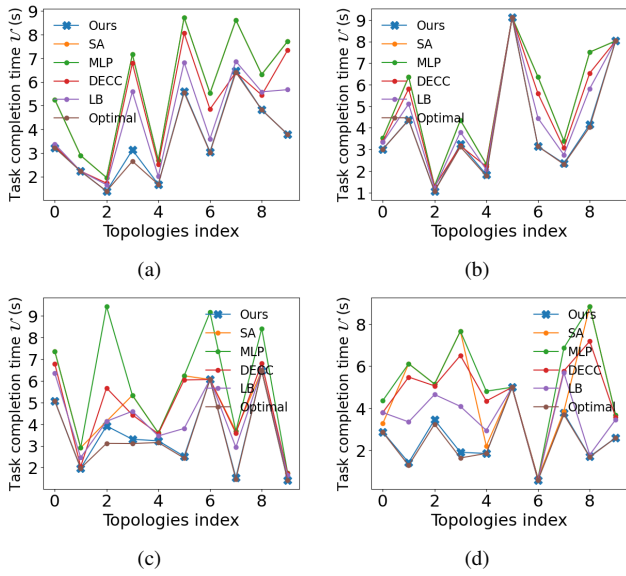 Task completion time 𝒰 (s)
9
8
7
6
5
4
3
2
Ours
SA
MLP
DECC
LB
Optimal
0 2 4 6 8
Topologies index
(a)
Task completion time 𝒰 (s)
9
8
7
6
5
4
3
2
1
Ours
SA
MLP
DECC
LB
Optimal
0 2 4 6 8
Topologies index
(b)
Task completion time 𝒰 (s)
9
8
7
6
5
4
3
2
Ours
SA
MLP
DECC
LB
Optimal
0 2 4 6 8
Topologies index
(c)
Task completion time 𝒰 (s)
8
6
4
2
Ours
SA
MLP
DECC
LB
Optimal
0 2 4 6 8
Topologies index
(d)